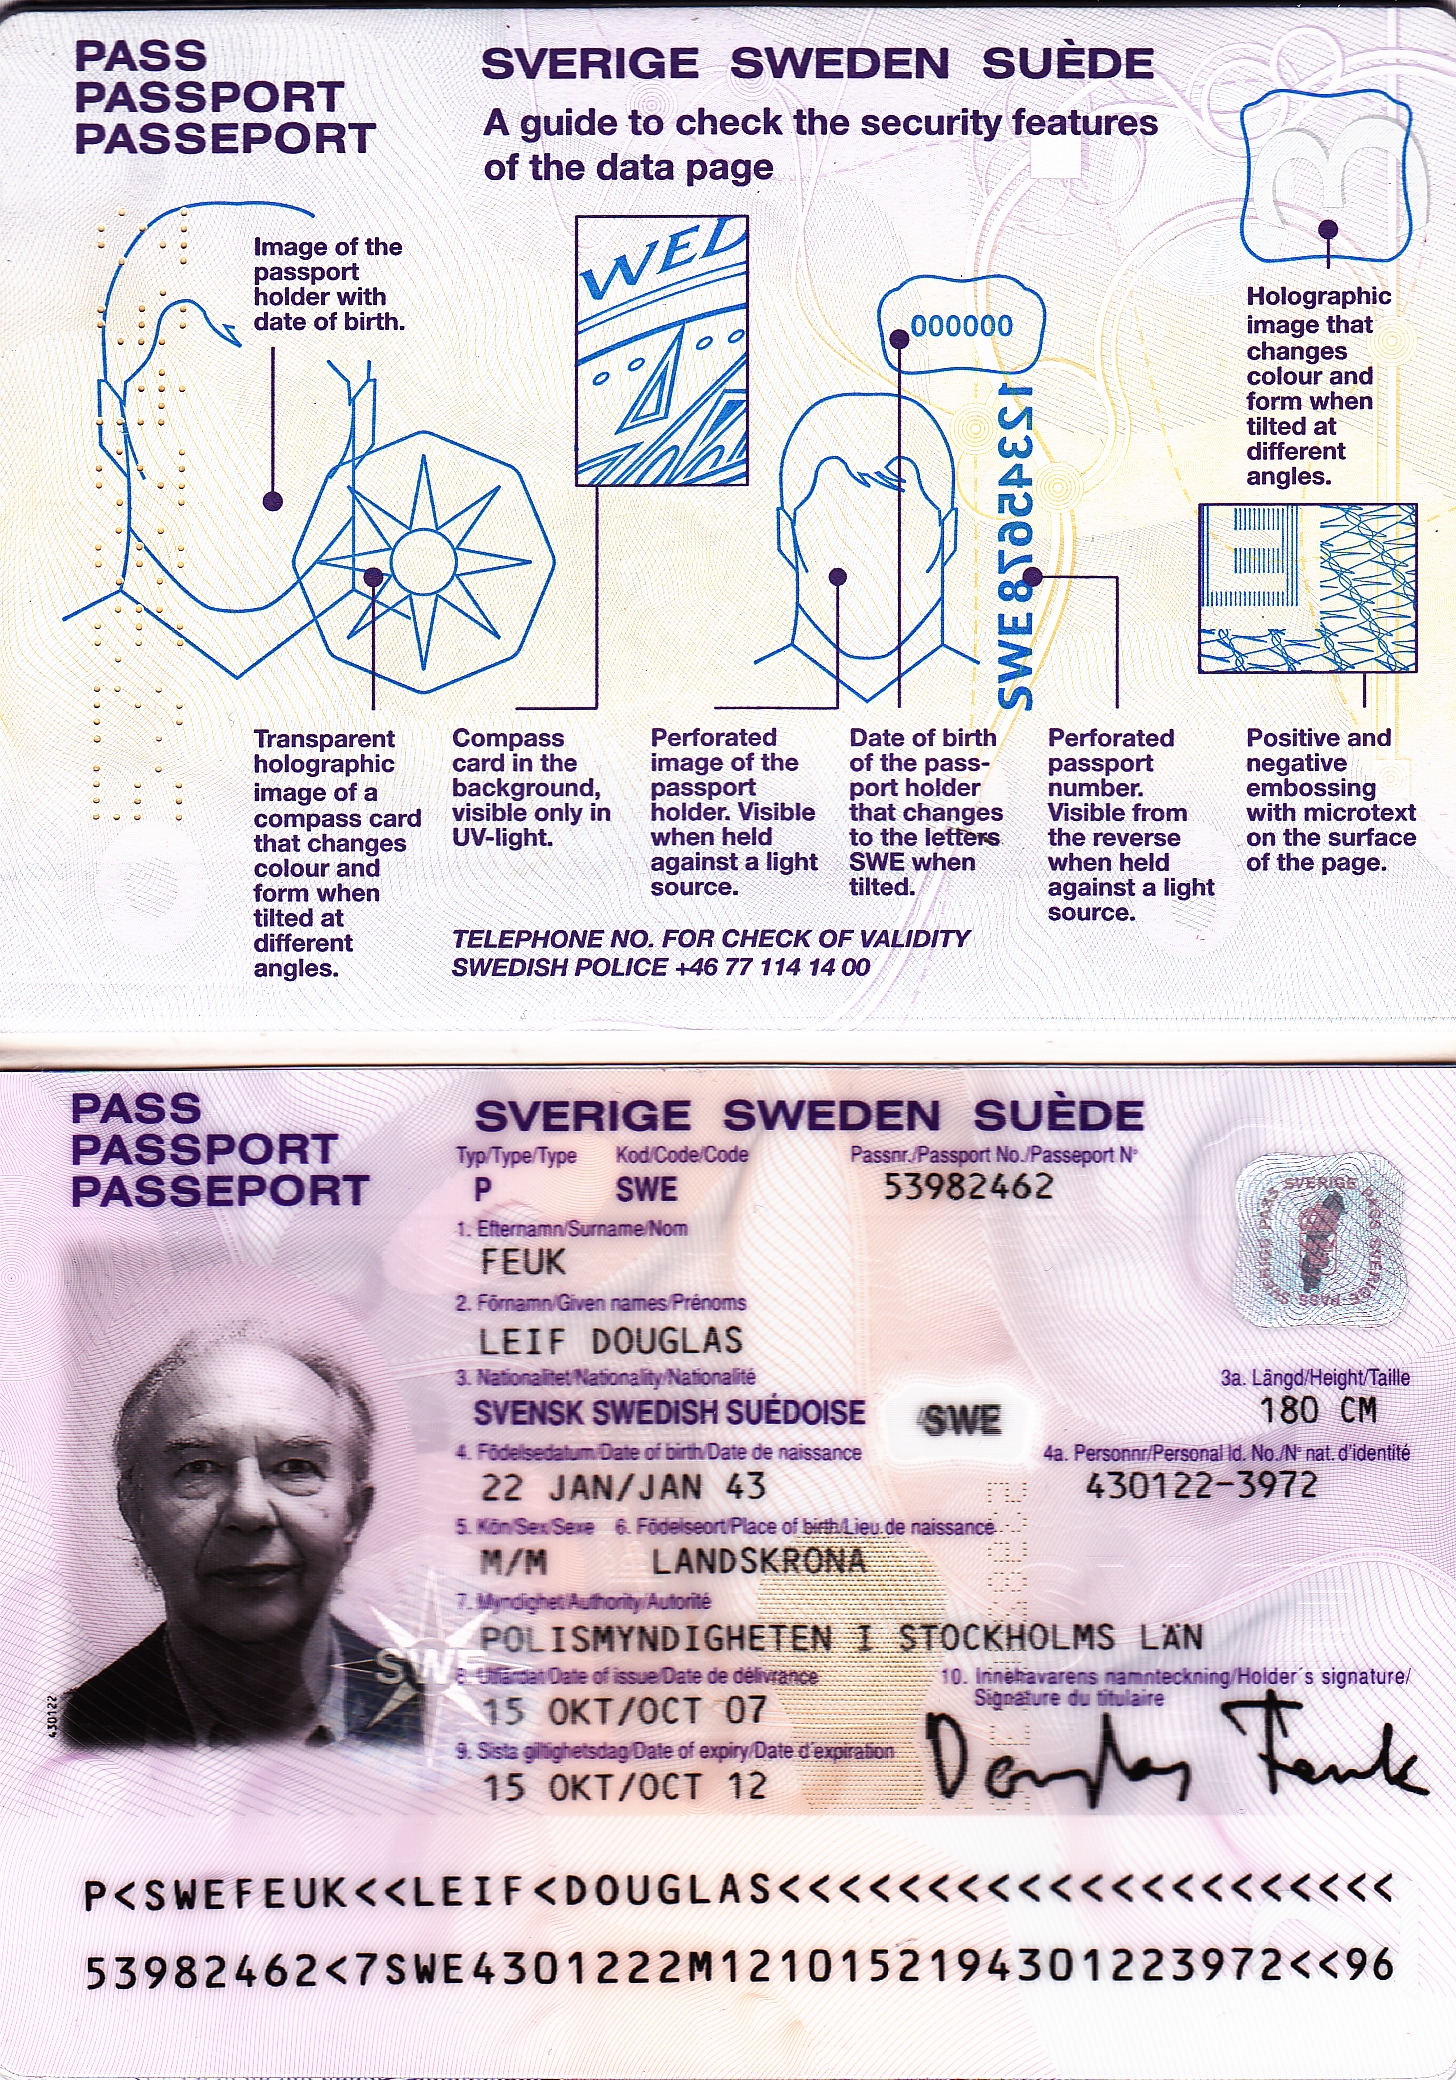 PASS
PASSPORT
PASSEPORT
SVERIGE SWEDEN SUÈDE
A guide to check the security features
of the data page
Image of the
passport
holder with
date of birth.
WED
000000
SWE 87654321
Holographic
image that
changes
colour and
form when
tilted at
different
angles.
Transparent
holographic
image of a
compass card
that changes
colour and
form when
tilted at
different
angles.
Compass
card in the
background,
visible only in
UV-light.
Perforated
image of the
passport
holder. Visible
when held
against a light
source.
Date of birth
of the pass-
port holder
that changes
to the letters
SWE when
tilted.
Perforated
passport
number.
Visible from
the reverse
when held
against a light
source.
Positive and
negative
embossing
with microtext
on the surface
of the page.
TELEPHONE NO. FOR CHECK OF VALIDITY
SWEDISH POLICE +46 77 114 14 00
PASS
PASSPORT
PASSEPORT
SVERIGE SWEDEN SUÈDE
Typ/Type/Type Kod/Code/Code Passnr./Passport No./Passeport N°
P SWE 53982462
1. Efternamn/Surname/Nom
FEUK
2. Förnamn/Given names/Prénoms
LEIF DOUGLAS
3. Nationalitet/Nationality/Nationalité 3a. Längd/Height/Taille
SVENSK SWEDISH SUÉDOISE SWE 180 CM
4. Födelsedatum/Date of birth/Date de naissance 4a. Personnr/Personal Id. No./N° nat. d'identité
22 JAN/JAN 43 430122-3972
5. Kön/Sex/Sexe 6. Födelseort/Place of birth/Lieu de naissance
M/M LANDSKRONA
7. Myndighet/Authority/Autorité
POLISMYNDIGHETEN I STOCKHOLMS LÄN
8. Utfärdat/Date of issue/Date de délivrance
15 OKT/OCT 07
9. Sista giltighetsdag/Date of expiry/Date d'expiration
15 OKT/OCT 12
10. Innehavarens namnteckning/Holder's signature/
Signature du titulaire
Douglas Feuk
SVERIGE PASS SVERIGE PASS SVERIGE PASS
SWE
430122
P<SWEFEUK<<LEIF<DOUGLAS<<<<<<<<<<<<<<<<<<<<<
53982462<7SWE4301222M1210152194301223972<<96